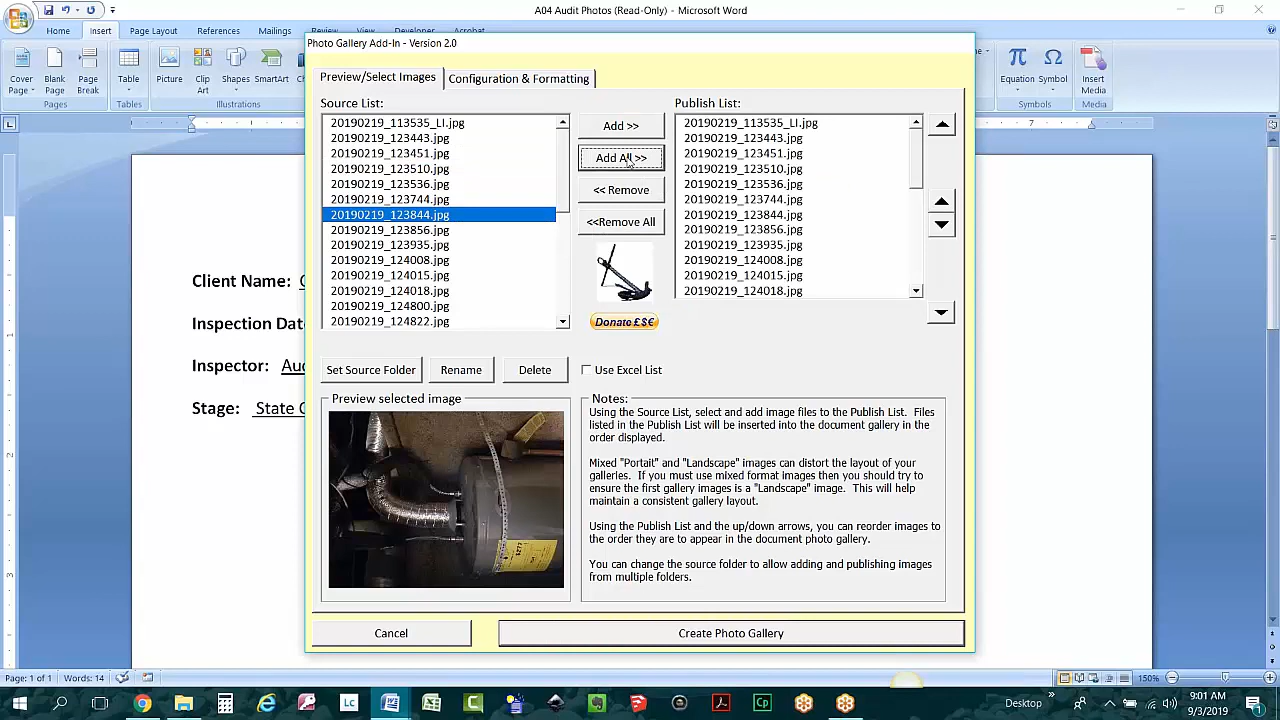 A04 Audit Photos (Read-Only) - Microsoft Word
Home Insert Page Layout References Mailings Review View Developer Acrobat
Cover Page Blank Page Page Break Table Picture Clip Art Shapes SmartArt Equation Symbol Insert Media
Pages Tables Illustrations Symbols Media
Photo Gallery Add-In - Version 2.0
Preview/Select Images Configuration & Formatting
Source List:
20190219_113535_LI.jpg
20190219_123443.jpg
20190219_123451.jpg
20190219_123510.jpg
20190219_123536.jpg
20190219_123744.jpg
20190219_123844.jpg
20190219_123856.jpg
20190219_123935.jpg
20190219_124008.jpg
20190219_124015.jpg
20190219_124018.jpg
20190219_124800.jpg
20190219_124822.jpg
Add >>
Add All >>
<< Remove
<<Remove All
Donate £$€
Publish List:
20190219_113535_LI.jpg
20190219_123443.jpg
20190219_123451.jpg
20190219_123510.jpg
20190219_123536.jpg
20190219_123744.jpg
20190219_123844.jpg
20190219_123856.jpg
20190219_123935.jpg
20190219_124008.jpg
20190219_124015.jpg
20190219_124018.jpg
Set Source Folder Rename Delete Use Excel List
Preview selected image
Notes:
Using the Source List, select and add image files to the Publish List. Files
listed in the Publish List will be inserted into the document gallery in the
order displayed.
Mixed "Portait" and "Landscape" images can distort the layout of your
galleries. If you must use mixed format images then you should try to
ensure the first gallery images is a "Landscape" image. This will help
maintain a consistent gallery layout.
Using the Publish List and the up/down arrows, you can reorder images to
the order they are to appear in the document photo gallery.
You can change the source folder to allow adding and publishing images
from multiple folders.
Cancel Create Photo Gallery
Client Name:
Inspection Dat
Inspector: Au
Stage: State
Page: 1 of 1 Words: 14 150%
Desktop 9:01 AM
9/3/2019